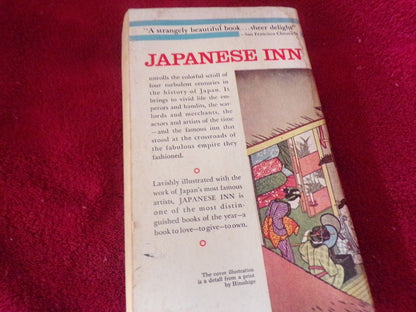 "A strangely beautiful book...sheer delight"
—San Francisco Chronicle
JAPANESE INN
unrolls the colorful scroll of
four turbulent centuries in
the history of Japan. It
brings to vivid life the em-
perors and bandits, the war-
lords and merchants, the
actors and artists of the time
—and the famous inn that
stood at the crossroads of
the fabulous empire they
fashioned.
Lavishly illustrated with the
work of Japan's most famous
artists, JAPANESE INN is
one of the most distin-
guished books of the year—a
book to love—to give—to own.
The cover illustration
is a detail from a print
by Hiroshige